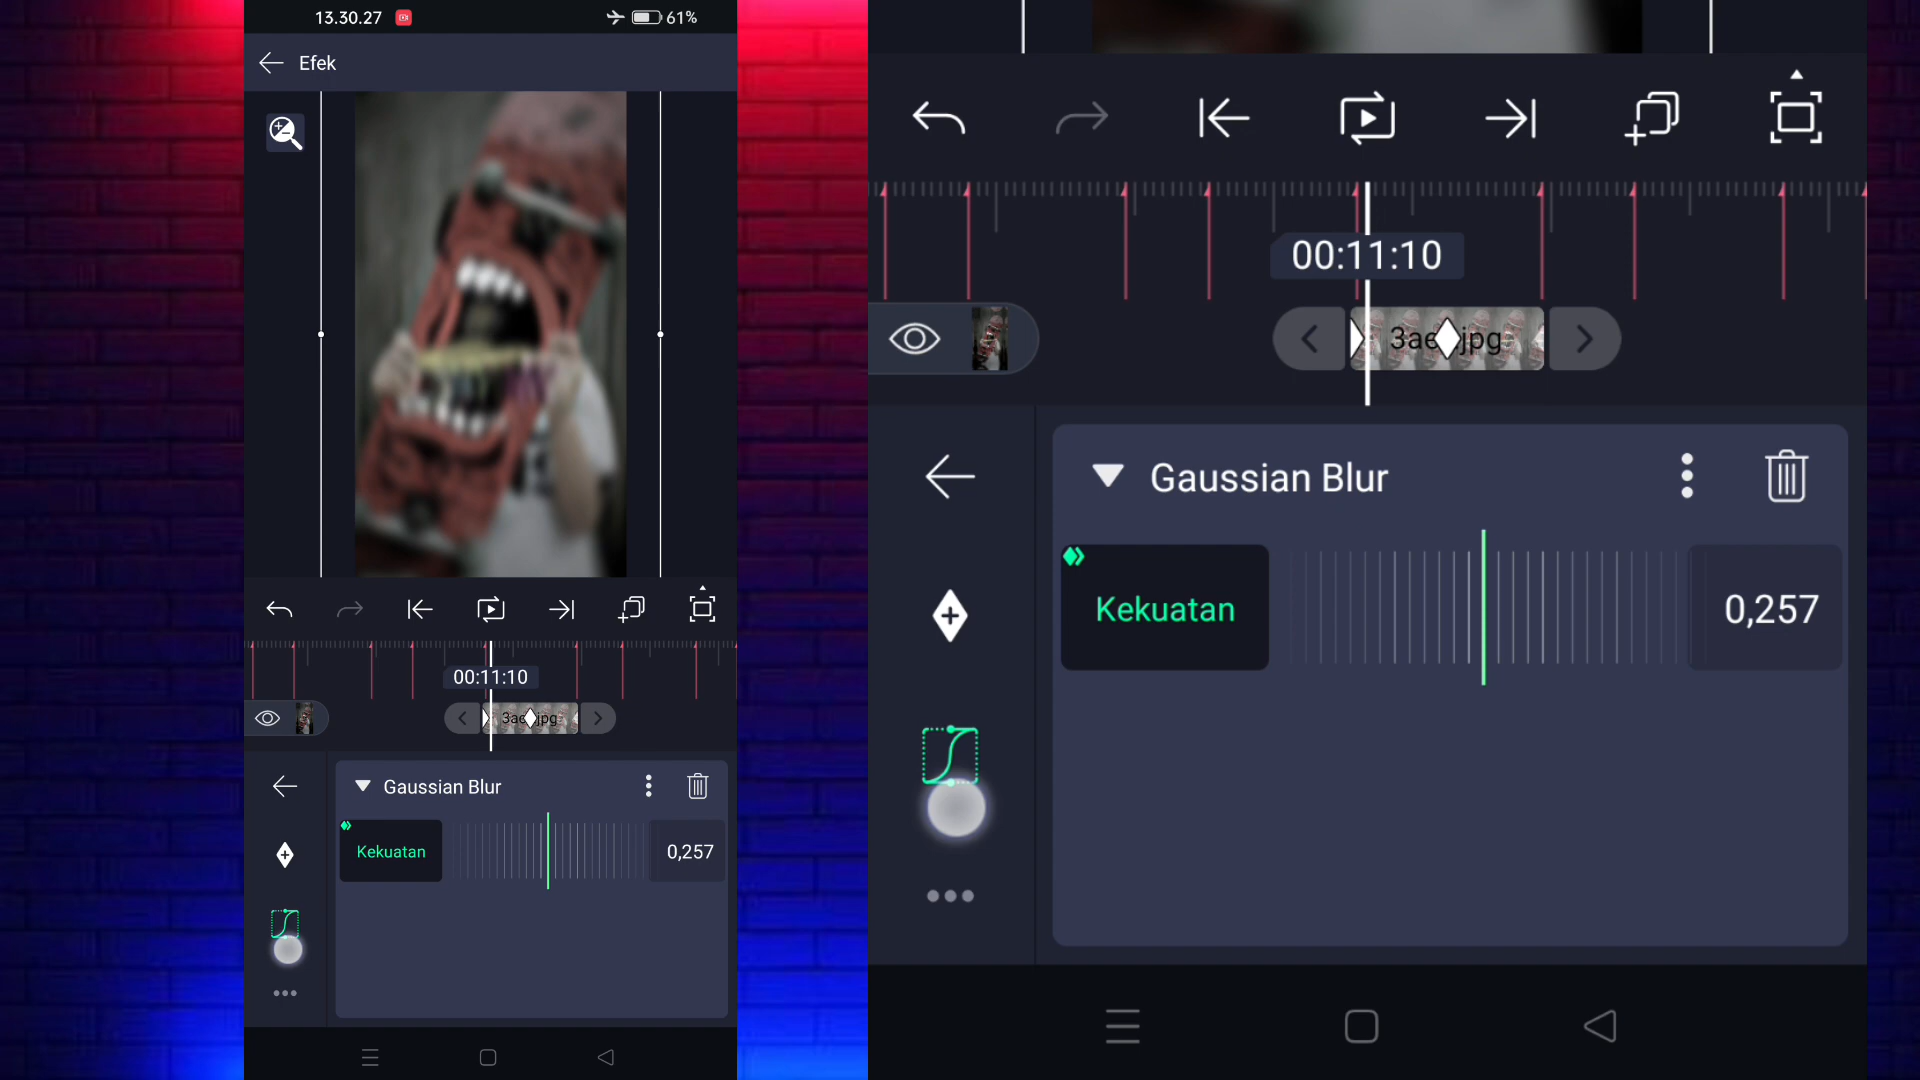 13.30.27
61%
Efek
00:11:10
3ae jpg
Gaussian Blur
Kekuatan
0,257
00:11:10
3ae jpg
Gaussian Blur
Kekuatan
0,257